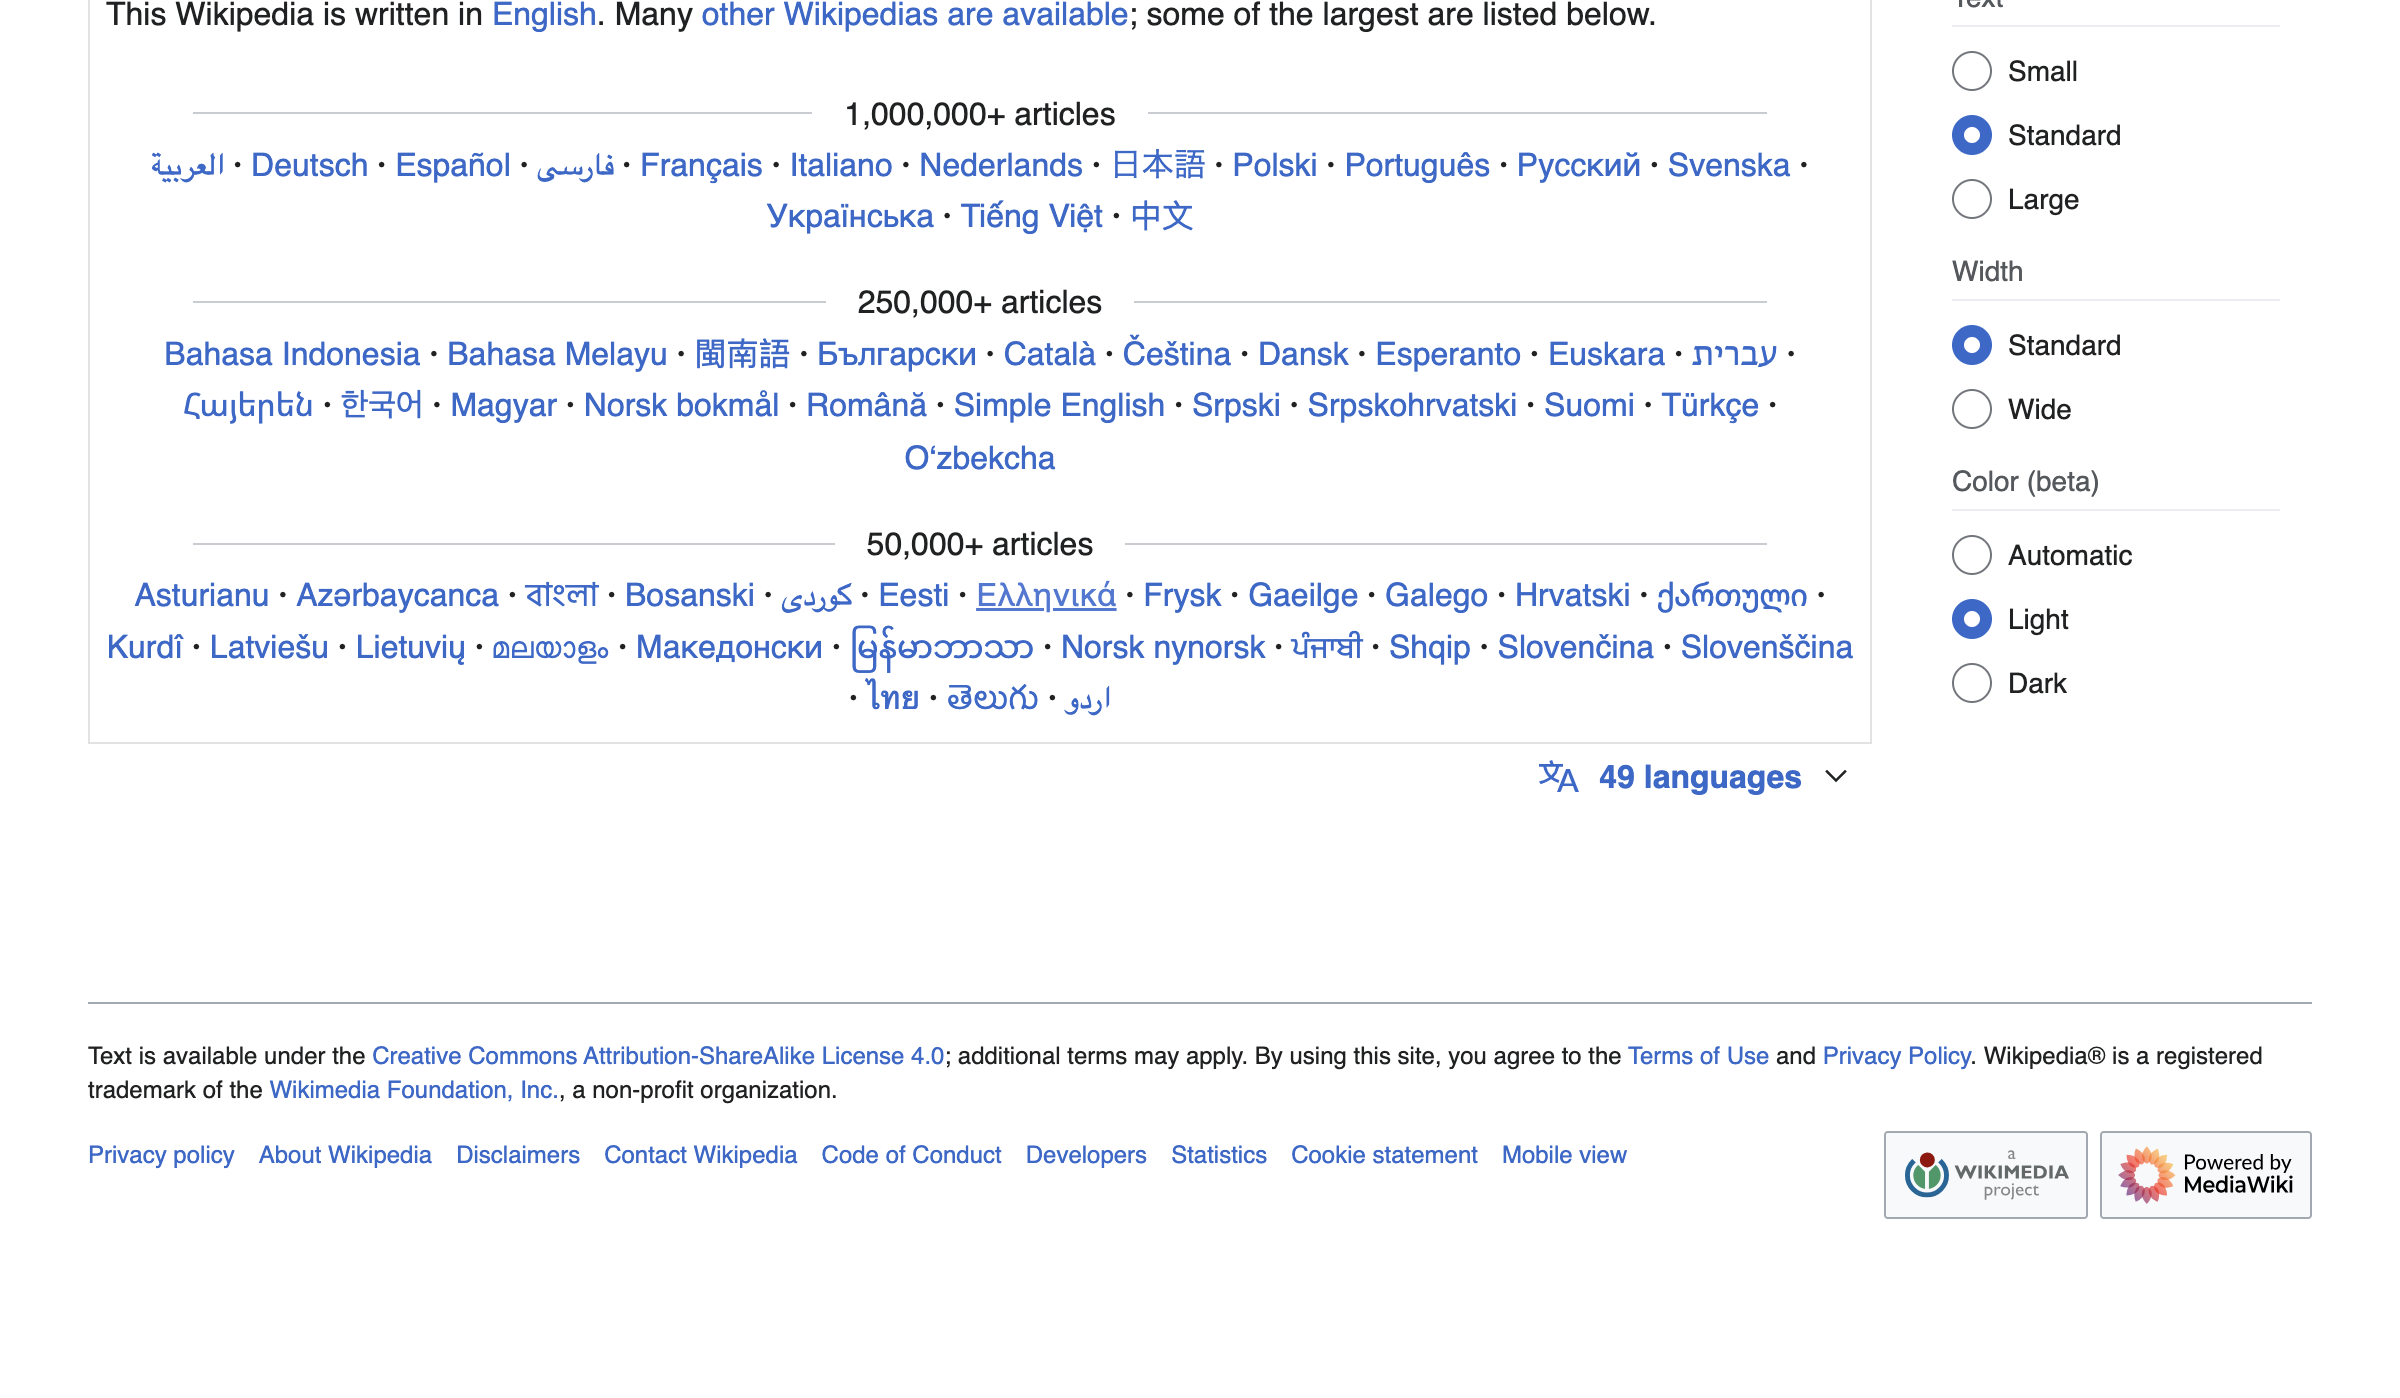 This Wikipedia is written in English. Many other Wikipedias are available; some of the largest are listed below.
1,000,000+ articles
العربية · Deutsch · Español · فارسی · Français · Italiano · Nederlands · 日本語 · Polski · Português · Русский · Svenska ·
Українська · Tiếng Việt · 中文
250,000+ articles
Bahasa Indonesia · Bahasa Melayu · 閩南語 · Български · Català · Čeština · Dansk · Esperanto · Euskara · עברית ·
Հայերեն · 한국어 · Magyar · Norsk bokmål · Română · Simple English · Srpski · Srpskohrvatski · Suomi · Türkçe ·
Oʻzbekcha
50,000+ articles
Asturianu · Azərbaycanca · বাংলা · Bosanski · کوردی · Eesti · Ελληνικά · Frysk · Gaeilge · Galego · Hrvatski · ქართული ·
Kurdî · Latviešu · Lietuvių · മലയാളം · Македонски · မြန်မာဘာသာ · Norsk nynorsk · ਪੰਜਾਬੀ · Shqip · Slovenčina · Slovenščina
· ไทย · తెలుగు · اردو
49 languages
Text
Small
Standard
Large
Width
Standard
Wide
Color (beta)
Automatic
Light
Dark
Text is available under the Creative Commons Attribution-ShareAlike License 4.0; additional terms may apply. By using this site, you agree to the Terms of Use and Privacy Policy. Wikipedia® is a registered
trademark of the Wikimedia Foundation, Inc., a non-profit organization.
Privacy policy About Wikipedia Disclaimers Contact Wikipedia Code of Conduct Developers Statistics Cookie statement Mobile view
a
WIKIMEDIA
project
Powered by
MediaWiki